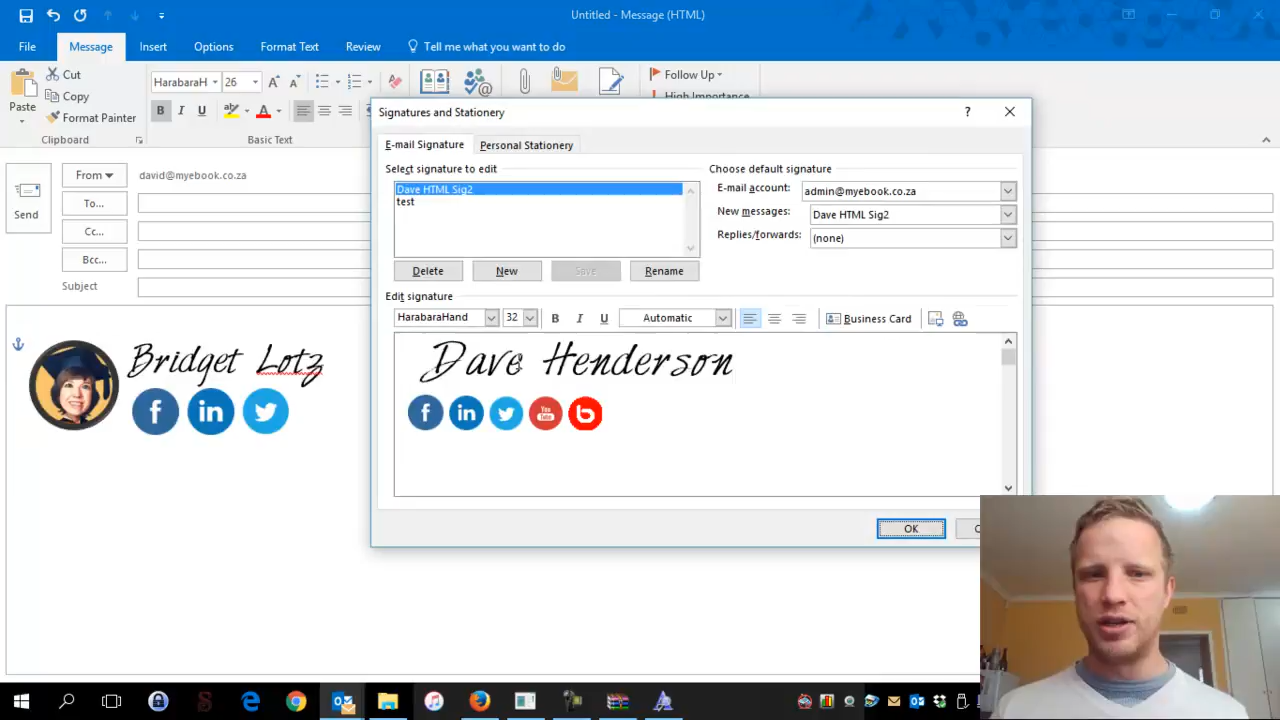 Untitled - Message (HTML)
File Message Insert Options Format Text Review Tell me what you want to do
Paste
Cut
Copy
Format Painter
Clipboard
HarabaraH 26
B I U
A
Basic Text
Follow Up
High Importance
Send
From david@myebook.co.za
To...
Cc...
Bcc...
Subject
Bridget Lotz
f in
Signatures and Stationery ?
E-mail Signature Personal Stationery
Select signature to edit
Dave HTML Sig2
test
Delete New Save Rename
Choose default signature
E-mail account: admin@myebook.co.za
New messages: Dave HTML Sig2
Replies/forwards: (none)
Edit signature
HarabaraHand 32 B I U Automatic Business Card
Dave Henderson
f in You Tube b
OK C